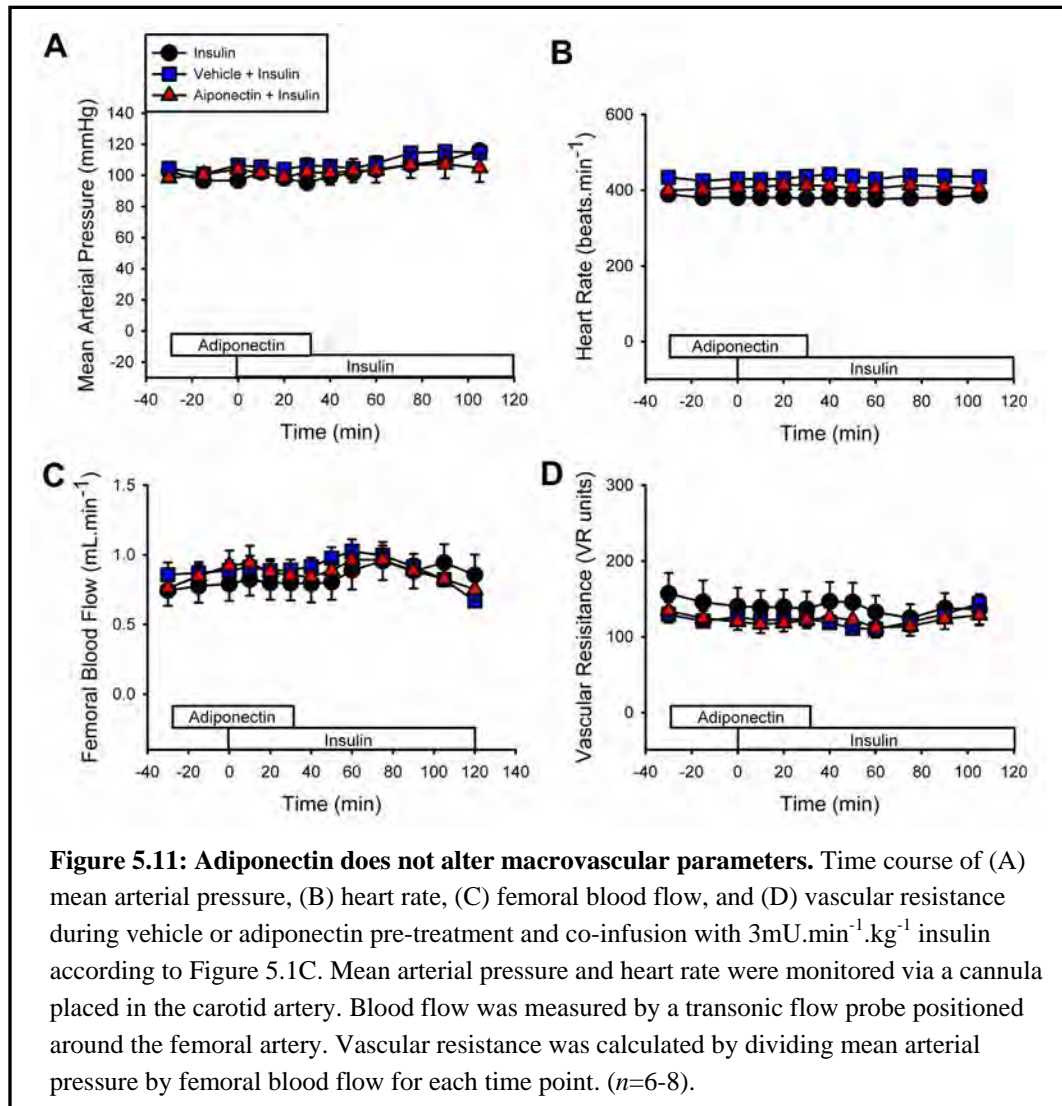 A
Insulin
Vehicle + Insulin
Aiponectin + Insulin
Mean Arterial Pressure (mmHg)
140
120
100
80
60
40
20
0
-20
Adiponectin
Insulin
-40 -20 0 20 40 60 80 100 120
Time (min)
B
Heart Rate (beats.min⁻¹)
600
400
200
0
Adiponectin
Insulin
-40 -20 0 20 40 60 80 100 120
Time (min)
C
Femoral Blood Flow (mL.min⁻¹)
1.5
1.0
0.5
0.0
Adiponectin
Insulin
-40 -20 0 20 40 60 80 100 120 140
Time (min)
D
Vascular Resisitance (VR units)
300
200
100
0
Adiponectin
Insulin
-40 -20 0 20 40 60 80 100 120
Time (min)
Figure 5.11: Adiponectin does not alter macrovascular parameters. Time course of (A)
mean arterial pressure, (B) heart rate, (C) femoral blood flow, and (D) vascular resistance
during vehicle or adiponectin pre-treatment and co-infusion with 3mU.min⁻¹.kg⁻¹ insulin
according to Figure 5.1C. Mean arterial pressure and heart rate were monitored via a cannula
placed in the carotid artery. Blood flow was measured by a transonic flow probe positioned
around the femoral artery. Vascular resistance was calculated by dividing mean arterial
pressure by femoral blood flow for each time point. (n=6-8).